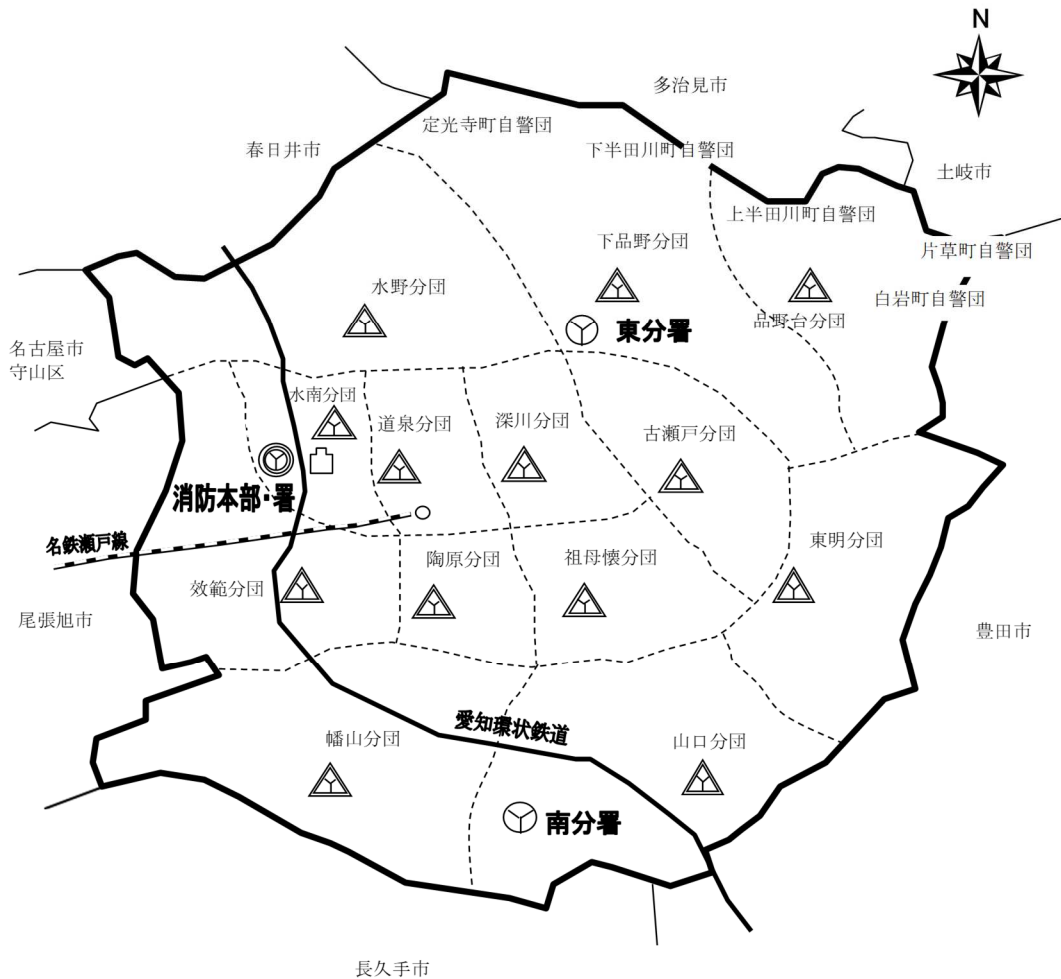 N
多治見市
定光寺町自警団
春日井市
下半田川町自警団
土岐市
上半田川町自警団
下品野分団
片草町自警団
水野分団
白岩町自警団
品野台分団
東分署
名古屋市
守山区
水南分団
道泉分団
深川分団
古瀬戸分団
消防本部・署
名鉄瀬戸線
東明分団
陶原分団
祖母懐分団
效範分団
尾張旭市
豊田市
愛知環状鉄道
幡山分団
山口分団
南分署
長久手市